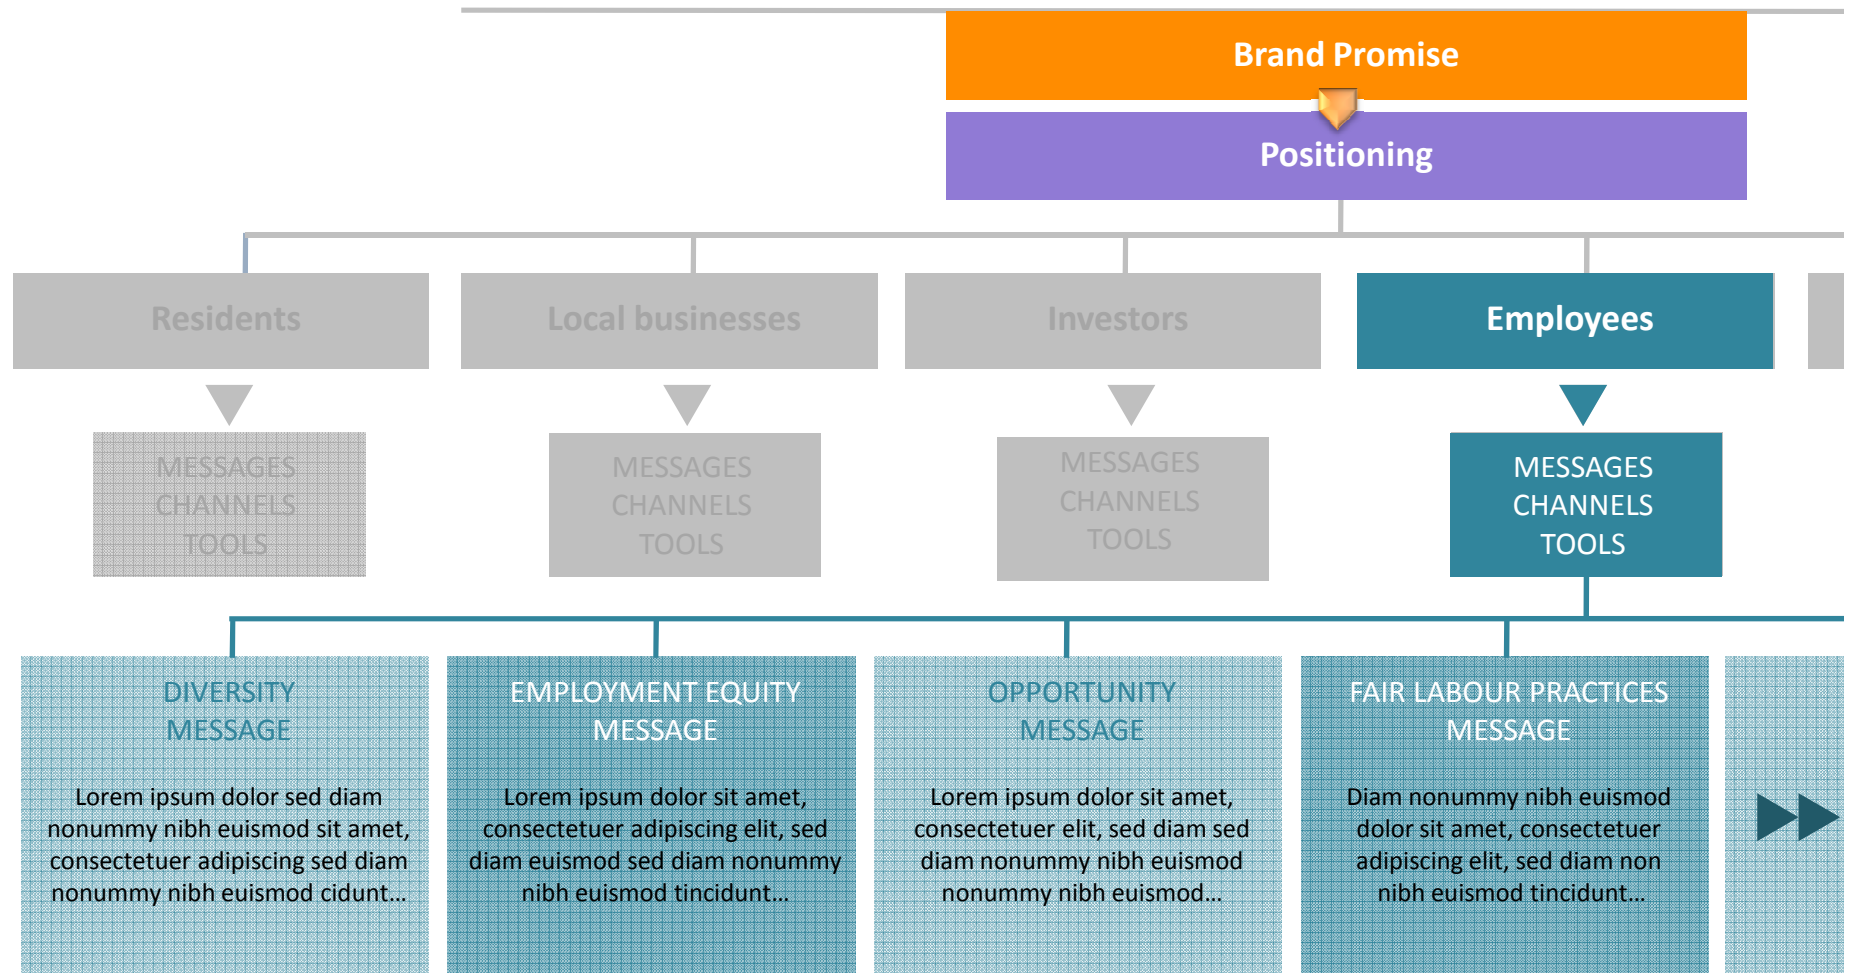 Brand Promise
Positioning
Residents
Local businesses
Investors
Employees
MESSAGES
CHANNELS
TOOLS
MESSAGES
CHANNELS
TOOLS
MESSAGES
CHANNELS
TOOLS
MESSAGES
CHANNELS
TOOLS
DIVERSITY
MESSAGE
Lorem ipsum dolor sed diam
nonummy nibh euismod sit amet,
consectetuer adipiscing sed diam
nonummy nibh euismod cidunt…
EMPLOYMENT EQUITY
MESSAGE
Lorem ipsum dolor sit amet,
consectetuer adipiscing elit, sed
diam euismod sed diam nonummy
nibh euismod tincidunt…
OPPORTUNITY
MESSAGE
Lorem ipsum dolor sit amet,
consectetuer elit, sed diam sed
diam nonummy nibh euismod
nonummy nibh euismod…
FAIR LABOUR PRACTICES
MESSAGE
Diam nonummy nibh euismod
dolor sit amet, consectetuer
adipiscing elit, sed diam non
nibh euismod tincidunt…